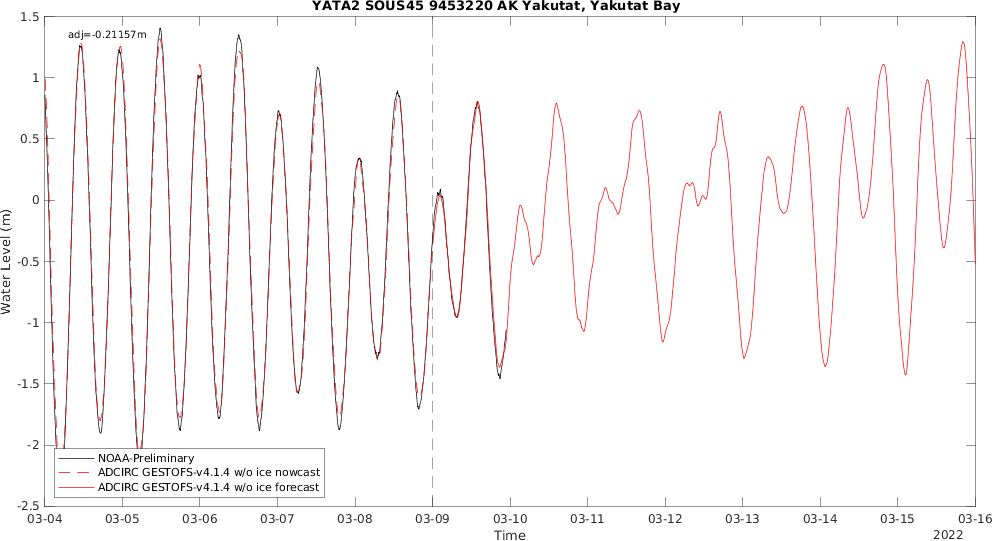 YATA2 SOUS45 9453220 AK Yakutat, Yakutat Bay
adj=-0.21157m
1.5
1
0.5
0
-0.5
-1
-1.5
-2
-2.5
Water Level (m)
NOAA-Preliminary
ADCIRC GESTOFS-v4.1.4 w/o ice nowcast
ADCIRC GESTOFS-v4.1.4 w/o ice forecast
03-04 03-05 03-06 03-07 03-08 03-09 03-10 03-11 03-12 03-13 03-14 03-15 03-16
Time
2022